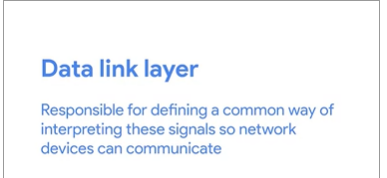 Data link layer
Responsible for defining a common way of
interpreting these signals so network
devices can communicate